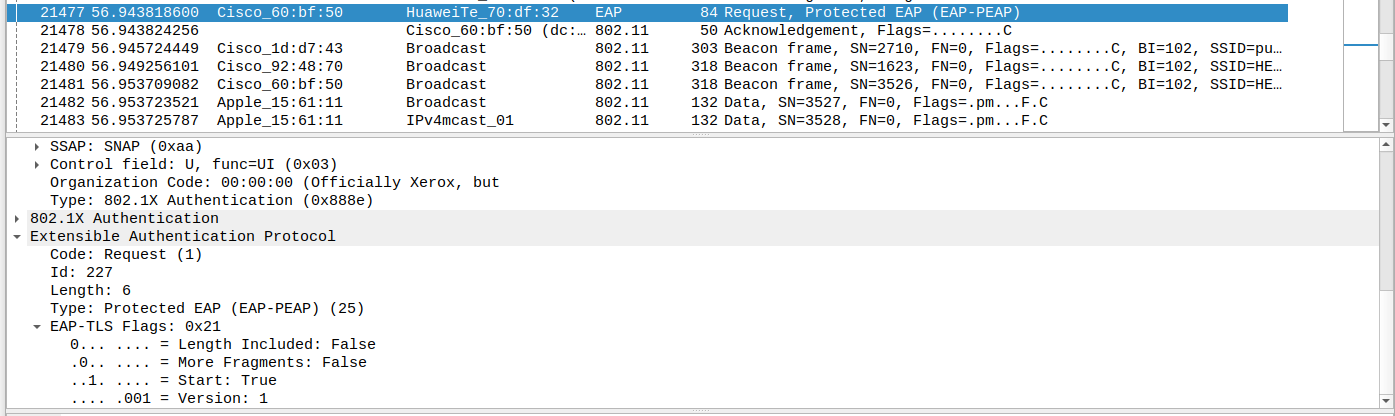 21477 56.943818600 Cisco_60:bf:50 HuaweiTe_70:df:32 EAP 84 Request, Protected EAP (EAP-PEAP)
21478 56.943824256 Cisco_60:bf:50 (dc:… 802.11 50 Acknowledgement, Flags=........C
21479 56.945724449 Cisco_1d:d7:43 Broadcast 802.11 303 Beacon frame, SN=2710, FN=0, Flags=........C, BI=102, SSID=pu…
21480 56.949256101 Cisco_92:48:70 Broadcast 802.11 318 Beacon frame, SN=1623, FN=0, Flags=........C, BI=102, SSID=HE…
21481 56.953709082 Cisco_60:bf:50 Broadcast 802.11 318 Beacon frame, SN=3526, FN=0, Flags=........C, BI=102, SSID=HE…
21482 56.953723521 Apple_15:61:11 Broadcast 802.11 132 Data, SN=3527, FN=0, Flags=.pm...F.C
21483 56.953725787 Apple_15:61:11 IPv4mcast_01 802.11 132 Data, SN=3528, FN=0, Flags=.pm...F.C
SSAP: SNAP (0xaa)
Control field: U, func=UI (0x03)
Organization Code: 00:00:00 (Officially Xerox, but
Type: 802.1X Authentication (0x888e)
802.1X Authentication
Extensible Authentication Protocol
Code: Request (1)
Id: 227
Length: 6
Type: Protected EAP (EAP-PEAP) (25)
EAP-TLS Flags: 0x21
0... .... = Length Included: False
.0.. .... = More Fragments: False
..1. .... = Start: True
.... .001 = Version: 1